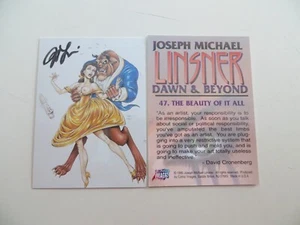 JOSEPH MICHAEL
LINSNER
DAWN & BEYOND
47. THE BEAUTY OF IT ALL
"As an artist, your responsibility is to
be irresponsible. As soon as you talk
about social or political responsibility,
you've amputated the best limbs
you've got as an artist. You are plug-
ging into a very restrictive system that
is going to push and mold you, and is
going to make your art totally useless
and ineffective."
- David Cronenberg